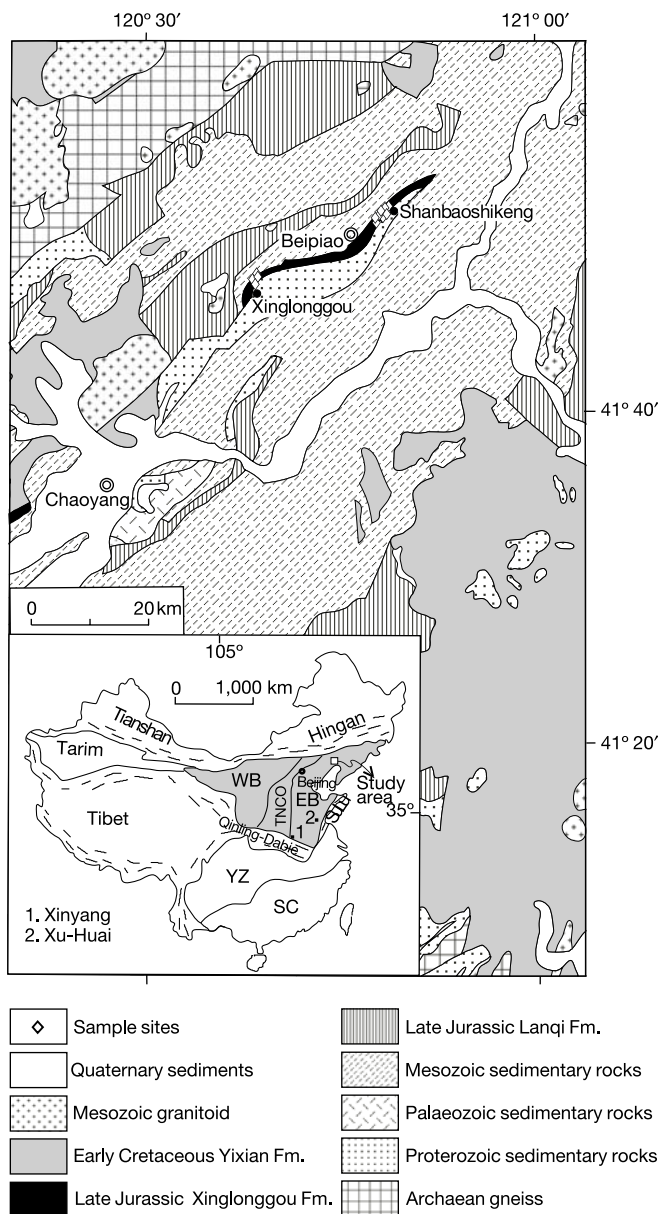 120° 30′
121° 00′
Shanbaoshikeng
Beipiao
Xinglonggou
41° 40′
Chaoyang
0 20 km
105°
0 1,000 km
Tianshan
Hingan
Tarim
41° 20′
WB
Beijing
Study
area
TNCO
EB
35°
Tibet
2
SLB
Qinling-Dabie
1
YZ
SC
1. Xinyang
2. Xu-Huai
Sample sites
Late Jurassic Lanqi Fm.
Quaternary sediments
Mesozoic sedimentary rocks
Mesozoic granitoid
Palaeozoic sedimentary rocks
Early Cretaceous Yixian Fm.
Proterozoic sedimentary rocks
Late Jurassic Xinglonggou Fm.
Archaean gneiss